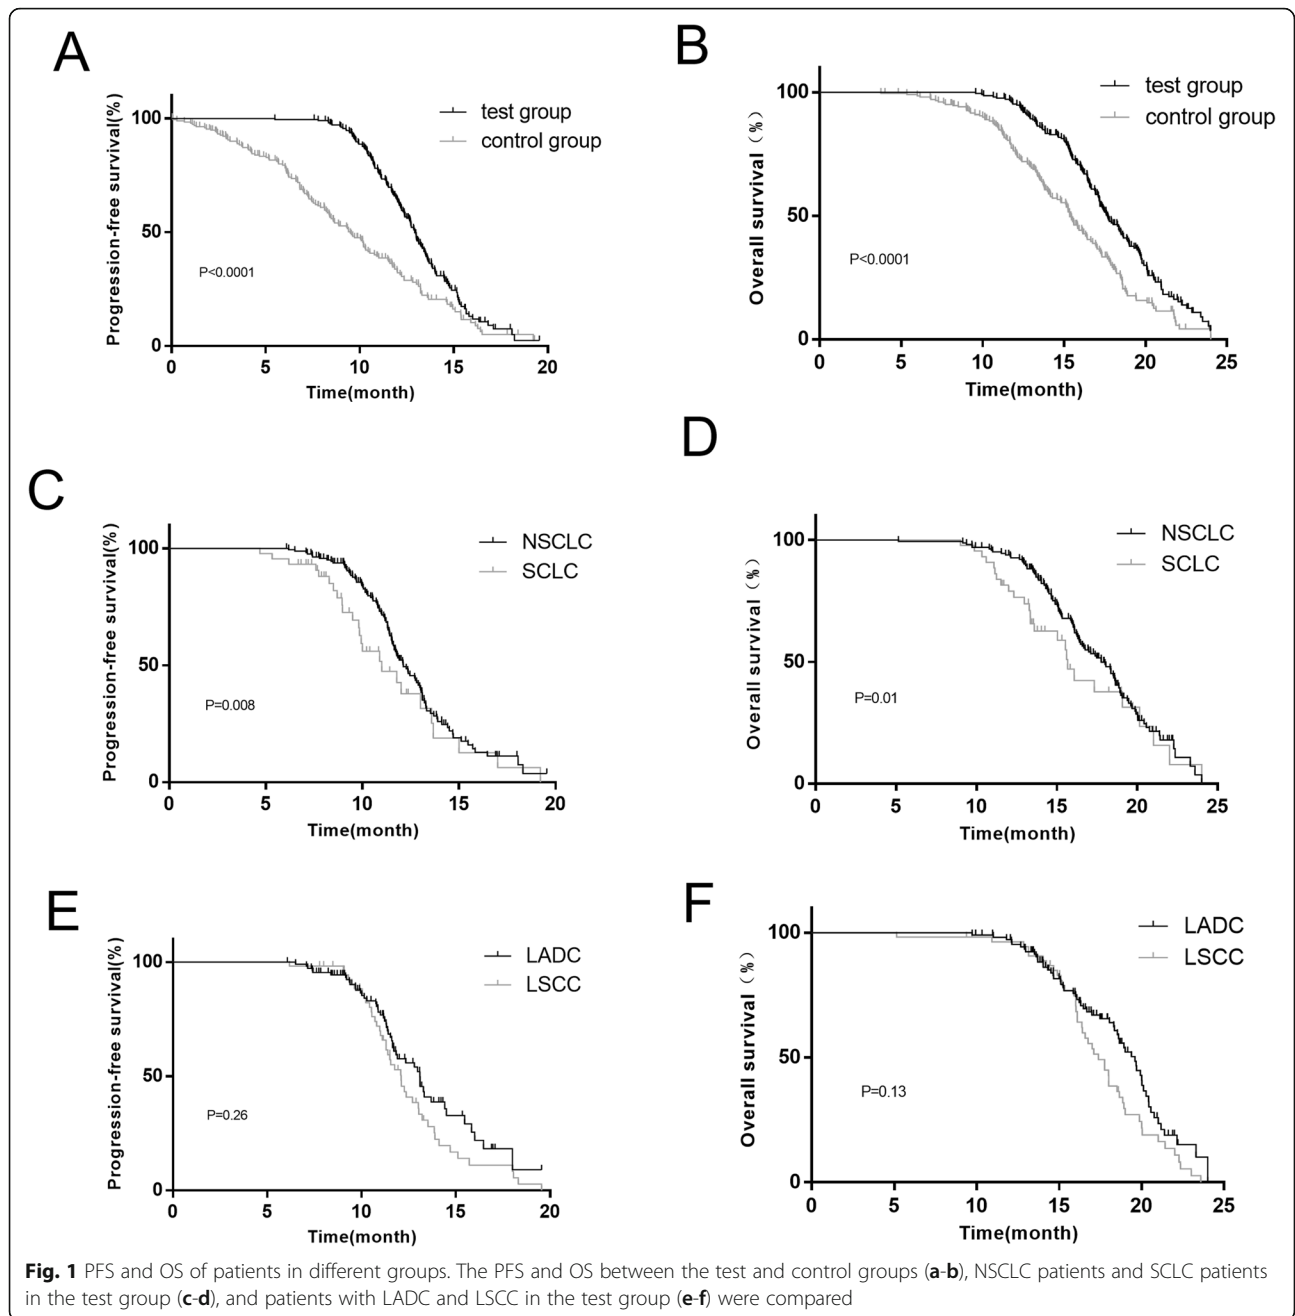 A
Progression-free survival(%)
100
50
0
0 5 10 15 20
Time(month)
test group
control group
P<0.0001
B
Overall survival (%)
100
50
0
0 5 10 15 20 25
Time(month)
test group
control group
P<0.0001
C
Progression-free survival(%)
100
50
0
0 5 10 15 20
Time(month)
NSCLC
SCLC
P=0.008
D
Overall survival (%)
100
50
0
0 5 10 15 20 25
Time(month)
NSCLC
SCLC
P=0.01
E
Progression-free survival(%)
100
50
0
0 5 10 15 20
Time(month)
LADC
LSCC
P=0.26
F
Overall survival (%)
100
50
0
0 5 10 15 20 25
Time(month)
LADC
LSCC
P=0.13
Fig. 1 PFS and OS of patients in different groups. The PFS and OS between the test and control groups (a-b), NSCLC patients and SCLC patients
in the test group (c-d), and patients with LADC and LSCC in the test group (e-f) were compared